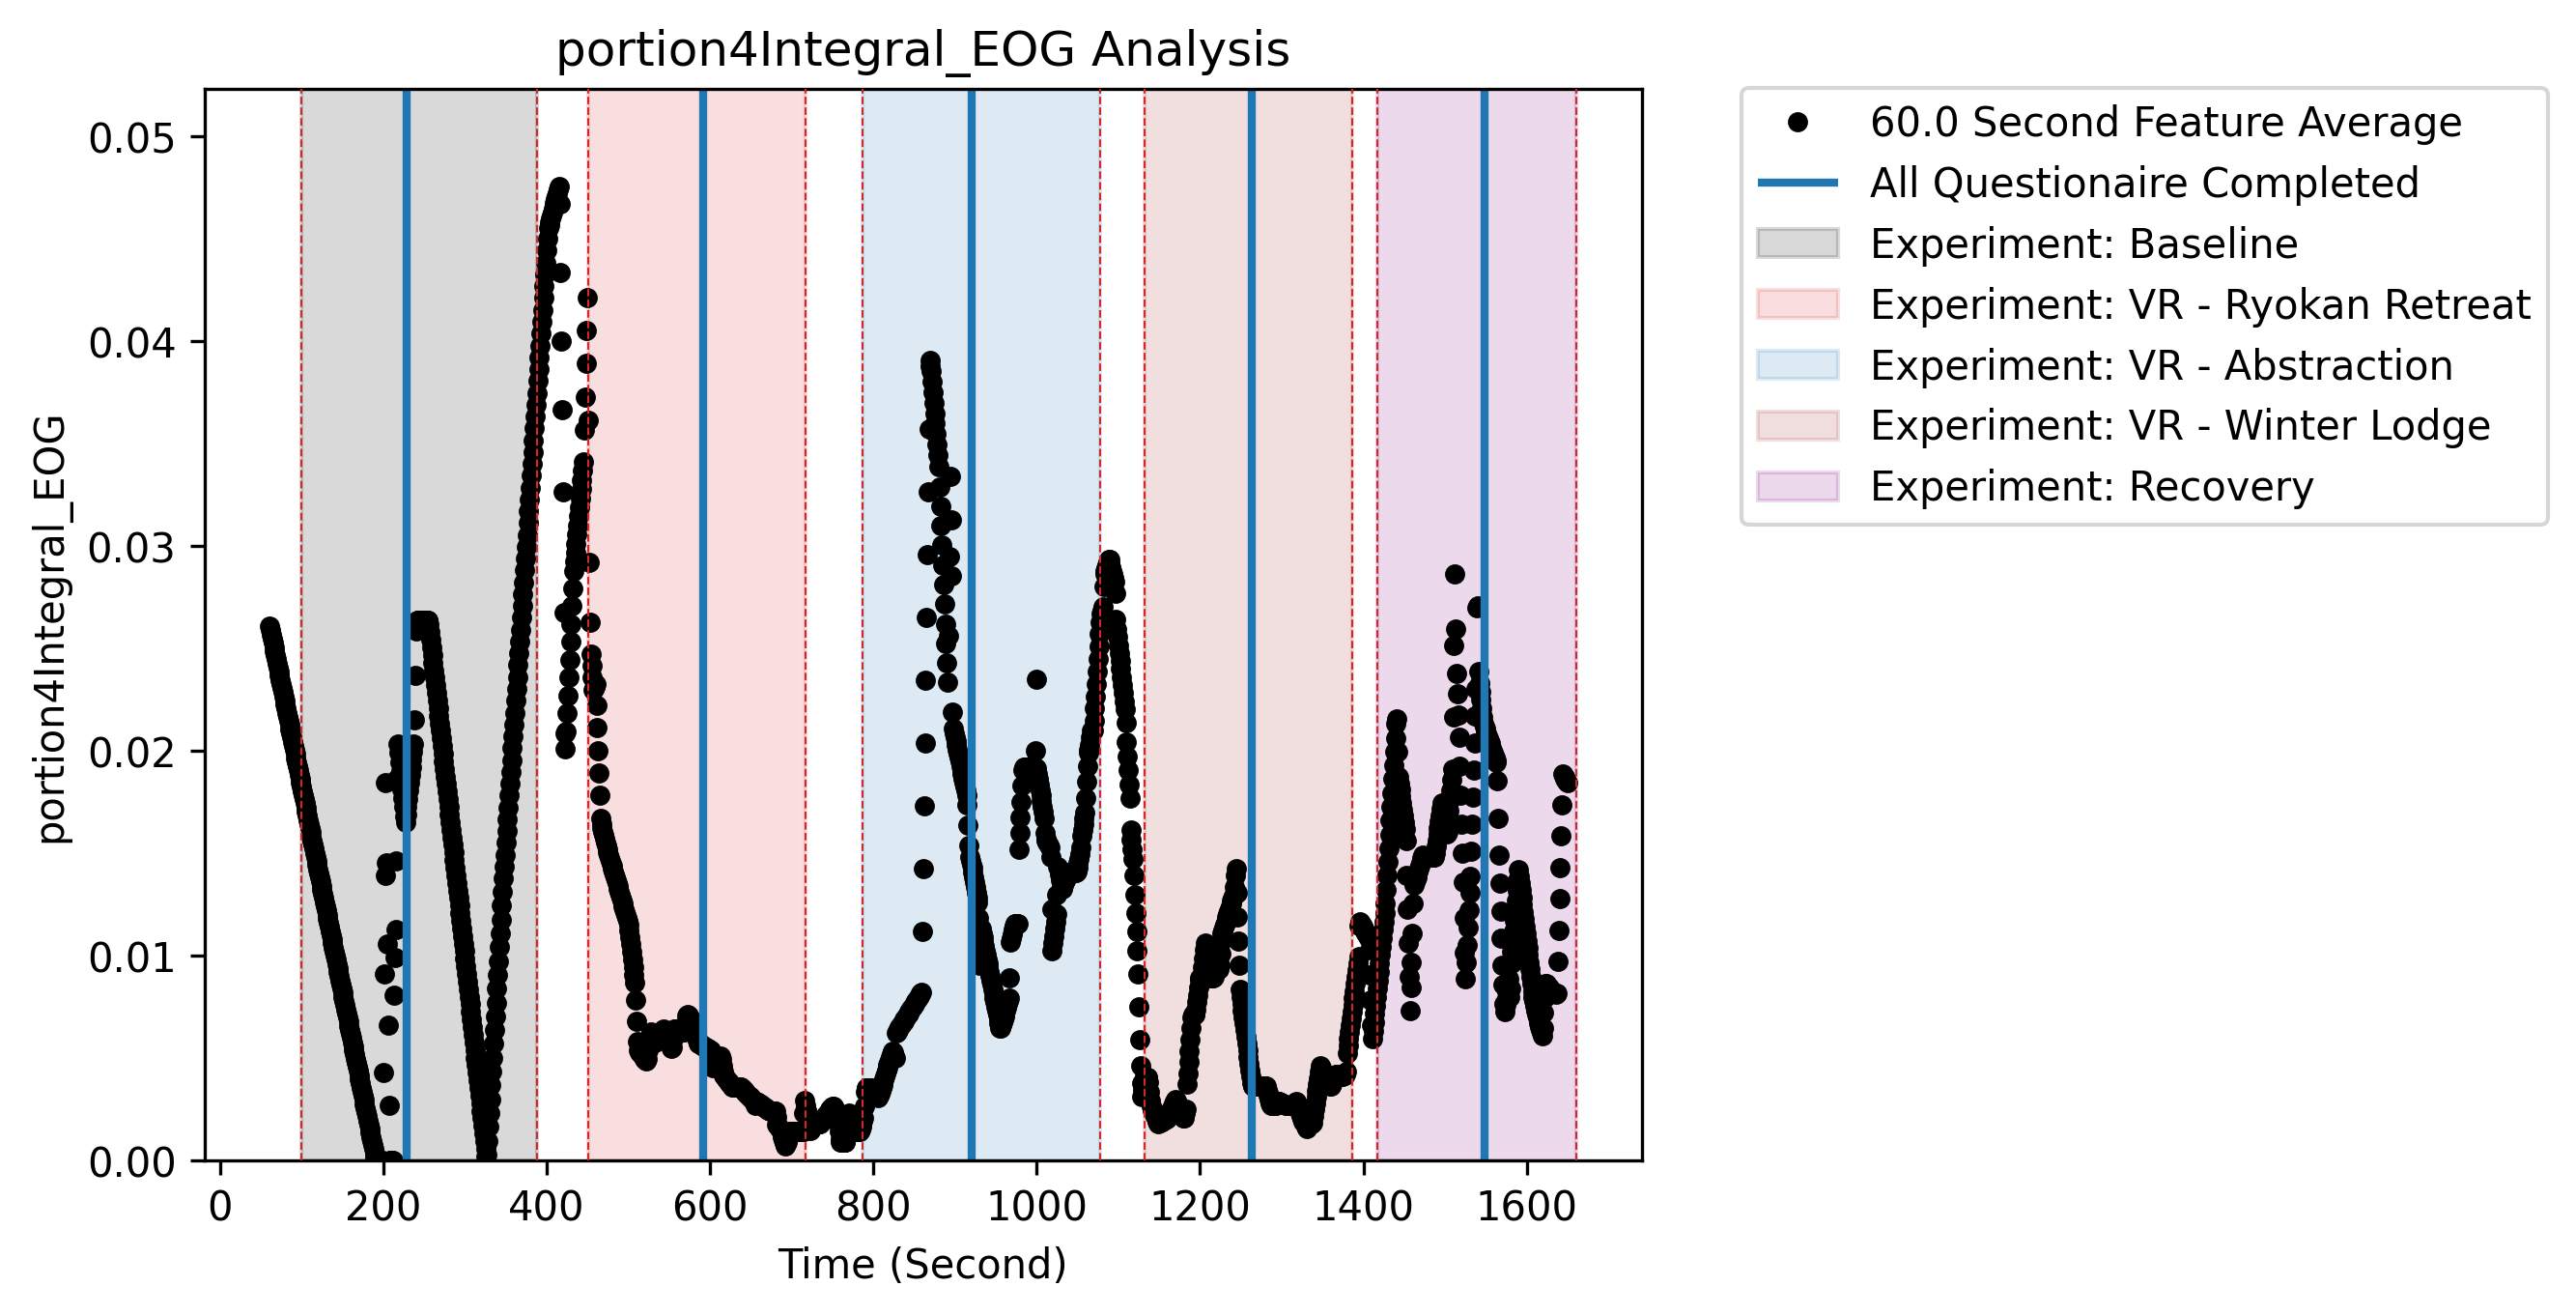 portion4Integral_EOG Analysis
portion4Integral_EOG
0.05
0.04
0.03
0.02
0.01
0.00
0 200 400 600 800 1000 1200 1400 1600
Time (Second)
60.0 Second Feature Average
All Questionaire Completed
Experiment: Baseline
Experiment: VR - Ryokan Retreat
Experiment: VR - Abstraction
Experiment: VR - Winter Lodge
Experiment: Recovery